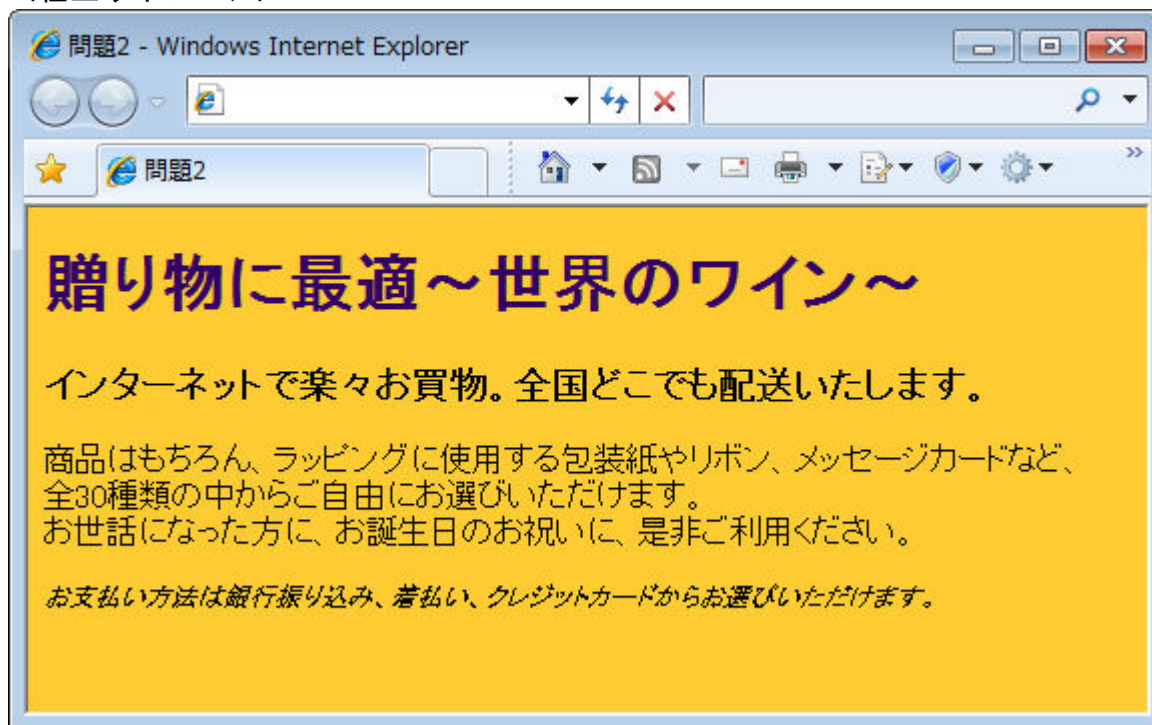 問題2 - Windows Internet Explorer
問題2
贈り物に最適～世界のワイン～
インターネットで楽々お買物。全国どこでも配送いたします。
商品はもちろん、ラッピングに使用する包装紙やリボン、メッセージカードなど、
全30種類の中からご自由にお選びいただけます。
お世話になった方に、お誕生日のお祝いに、是非ご利用ください。
お支払い方法は銀行振り込み、着払い、クレジットカードからお選びいただけます。